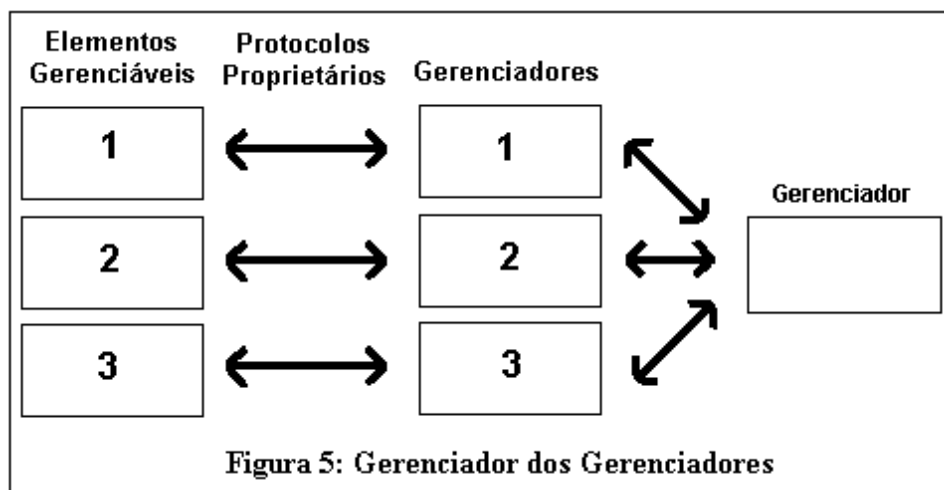 Elementos
Gerenciáveis
Protocolos
Proprietários
Gerenciadores
1
1
Gerenciador
2
2
3
3
Figura 5: Gerenciador dos Gerenciadores